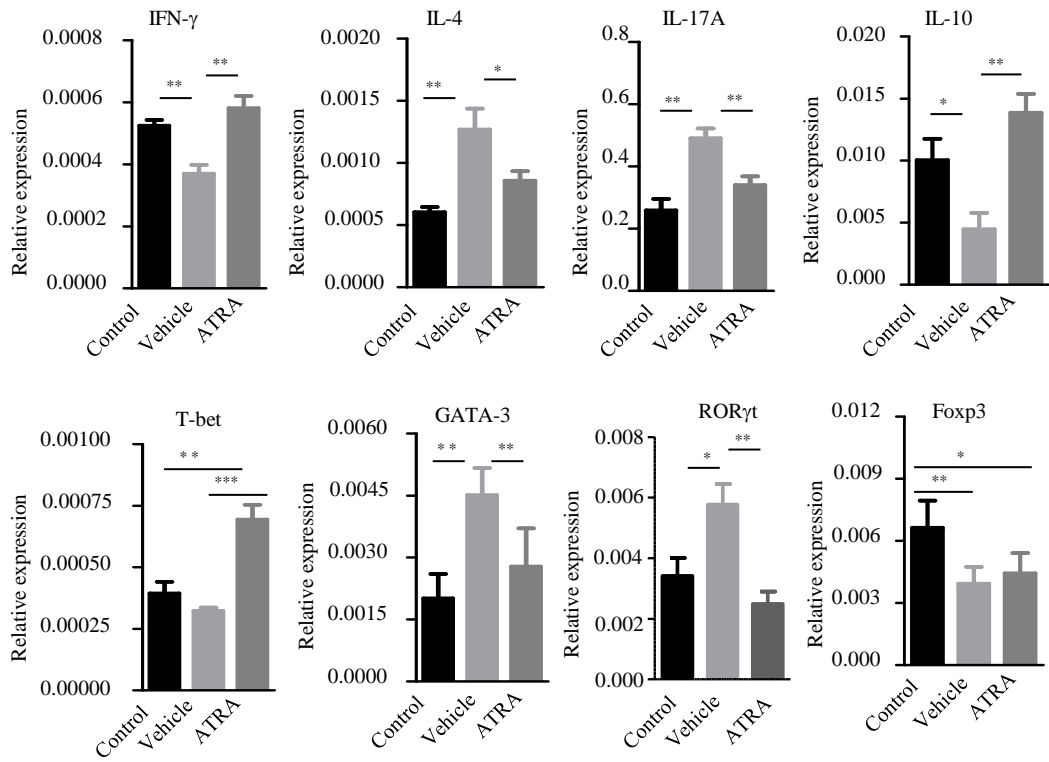 IFN-γ
0.0008
0.0006
0.0004
0.0002
0.0000
Relative expression
** **
Control Vehicle ATRA
IL-4
0.0020
0.0015
0.0010
0.0005
0.0000
Relative expression
** *
Control Vehicle ATRA
IL-17A
0.8
0.6
0.4
0.2
0.0
Relative expression
** **
Control Vehicle ATRA
IL-10
0.020
0.015
0.010
0.005
0.000
Relative expression
* **
Control Vehicle ATRA
T-bet
0.00100
0.00075
0.00050
0.00025
0.00000
Relative expression
* *
***
Control Vehicle ATRA
GATA-3
0.0060
0.0045
0.0030
0.0015
0.0000
Relative expression
* * **
Control Vehicle ATRA
RORγt
0.008
0.006
0.004
0.002
0.000
Relative expression
* **
Control Vehicle ATRA
Foxp3
0.012
0.009
0.006
0.003
0.000
Relative expression
*
**
Control Vehicle ATRA